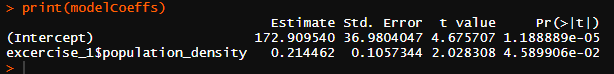 > print(modelcoeffs)
Estimate Std. Error t value Pr(>|t|)
(Intercept) 172.909540 36.9804047 4.675707 1.188889e-05
excercise_1$population_density 0.214462 0.1057344 2.028308 4.589906e-02
>